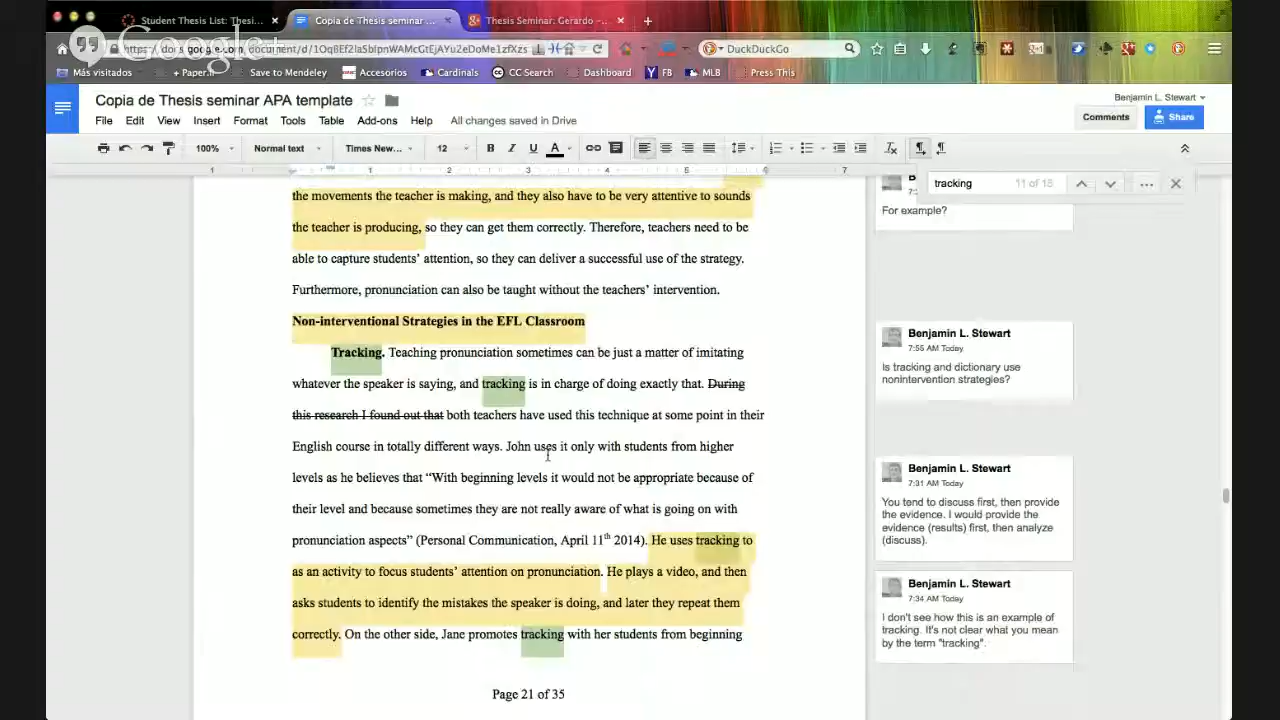 Student Thesis List: Thesi... ×
Copia de Thesis seminar ... ×
Thesis Seminar: Gerardo -... ×
Google+
DuckDuckGo
Más visitados
+ Paper.li
Save to Mendeley
Accesorios
Cardinals
CC Search
Dashboard
FB
MLB
Press This
Copia de Thesis seminar APA template
Benjamin L. Stewart
File Edit View Insert Format Tools Table Add-ons Help All changes saved in Drive
Comments
Share
100% Normal text Times New... 12 B I U A
1 1 2 3 4 5 6 7
tracking 11 of 18
the movements the teacher is making, and they also have to be very attentive to sounds
the teacher is producing, so they can get them correctly. Therefore, teachers need to be
able to capture students' attention, so they can deliver a successful use of the strategy.
Furthermore, pronunciation can also be taught without the teachers' intervention.
Non-interventional Strategies in the EFL Classroom
Tracking. Teaching pronunciation sometimes can be just a matter of imitating
whatever the speaker is saying, and tracking is in charge of doing exactly that. During
this research I found out that both teachers have used this technique at some point in their
English course in totally different ways. John uses it only with students from higher
levels as he believes that “With beginning levels it would not be appropriate because of
their level and because sometimes they are not really aware of what is going on with
pronunciation aspects” (Personal Communication, April 11th 2014). He uses tracking to
as an activity to focus students' attention on pronunciation. He plays a video, and then
asks students to identify the mistakes the speaker is doing, and later they repeat them
correctly. On the other side, Jane promotes tracking with her students from beginning
Page 21 of 35
For example?
Benjamin L. Stewart
7:55 AM Today
Is tracking and dictionary use
nonintervention strategies?
Benjamin L. Stewart
7:31 AM Today
You tend to discuss first, then provide
the evidence. I would provide the
evidence (results) first, then analyze
(discuss).
Benjamin L. Stewart
7:34 AM Today
I don't see how this is an example of
tracking. It's not clear what you mean
by the term "tracking".